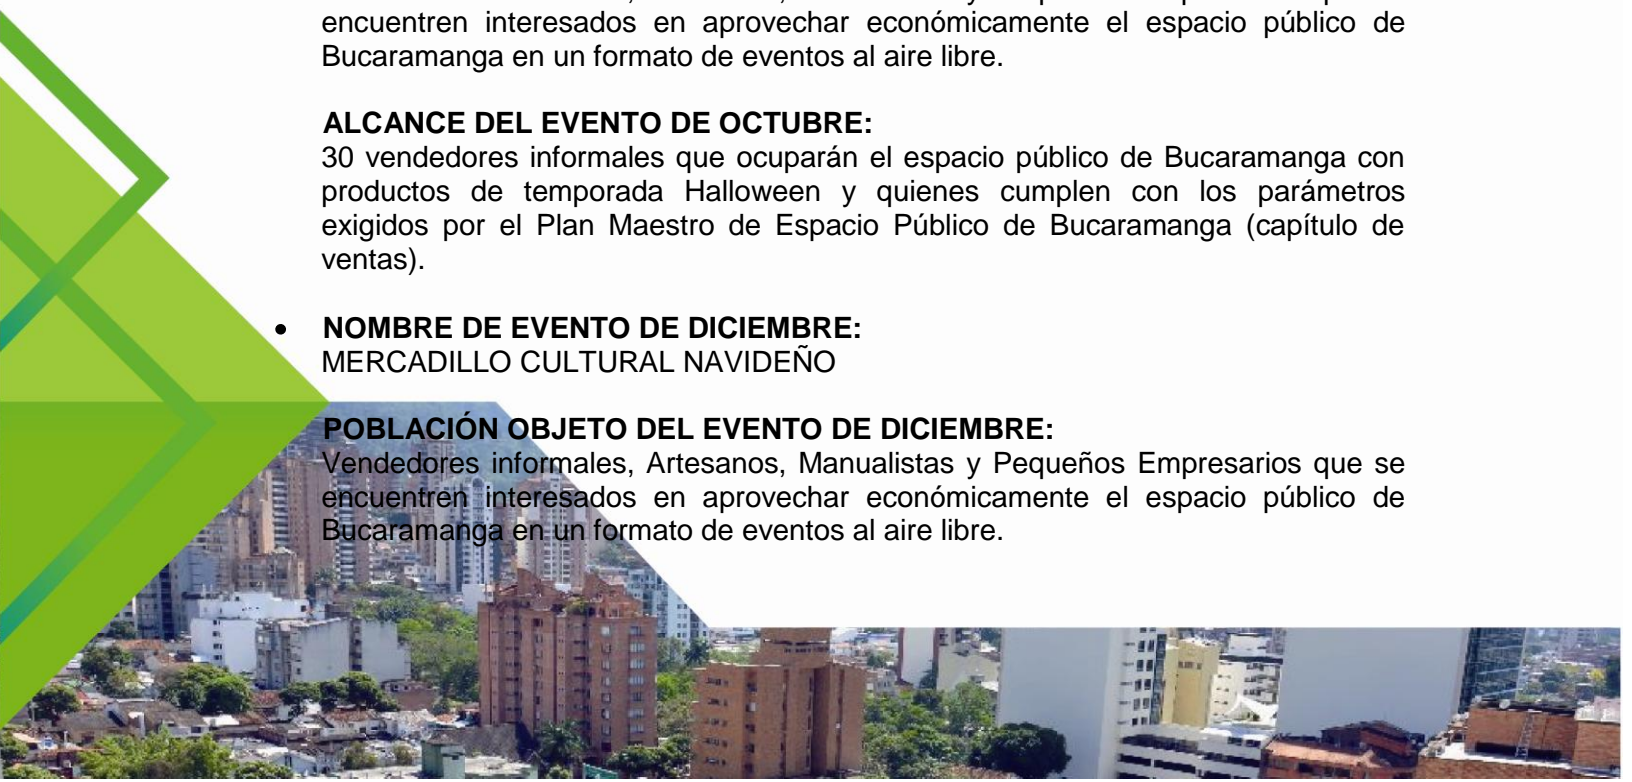 encuentren interesados en aprovechar económicamente el espacio público de
Bucaramanga en un formato de eventos al aire libre.
ALCANCE DEL EVENTO DE OCTUBRE:
30 vendedores informales que ocuparán el espacio público de Bucaramanga con
productos de temporada Halloween y quienes cumplen con los parámetros
exigidos por el Plan Maestro de Espacio Público de Bucaramanga (capítulo de
ventas).
• NOMBRE DE EVENTO DE DICIEMBRE:
MERCADILLO CULTURAL NAVIDEÑO
POBLACIÓN OBJETO DEL EVENTO DE DICIEMBRE:
Vendedores informales, Artesanos, Manualistas y Pequeños Empresarios que se
encuentren interesados en aprovechar económicamente el espacio público de
Bucaramanga en un formato de eventos al aire libre.